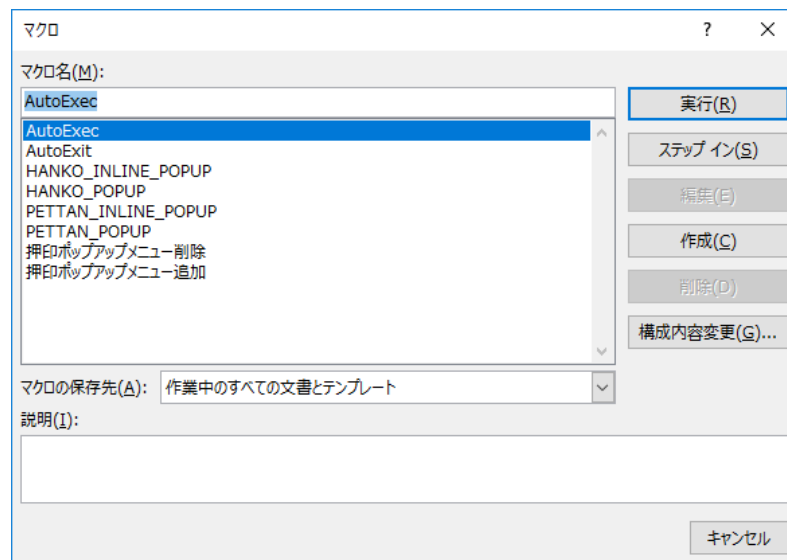 マクロ
?
マクロ名(M):
AutoExec
実行(R)
AutoExec
AutoExit
HANKO_INLINE_POPUP
HANKO_POPUP
PETTAN_INLINE_POPUP
PETTAN_POPUP
押印ポップアップメニュー削除
押印ポップアップメニュー追加
ステップ イン(S)
編集(E)
作成(C)
削除(D)
構成内容変更(G)...
マクロの保存先(A):
作業中のすべての文書とテンプレート
説明(I):
キャンセル